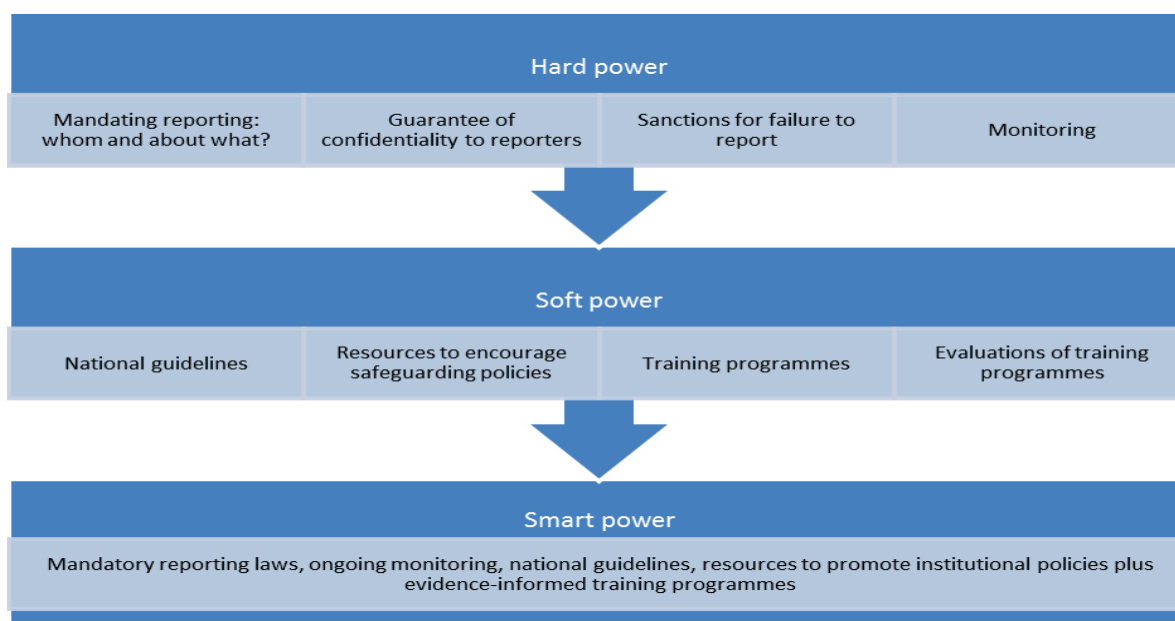 Hard power
Mandating reporting:
whom and about what?
Guarantee of
confidentiality to reporters
Sanctions for failure to
report
Monitoring
Soft power
National guidelines
Resources to encourage
safeguarding policies
Training programmes
Evaluations of training
programmes
Smart power
Mandatory reporting laws, ongoing monitoring, national guidelines, resources to promote institutional policies plus
evidence-informed training programmes